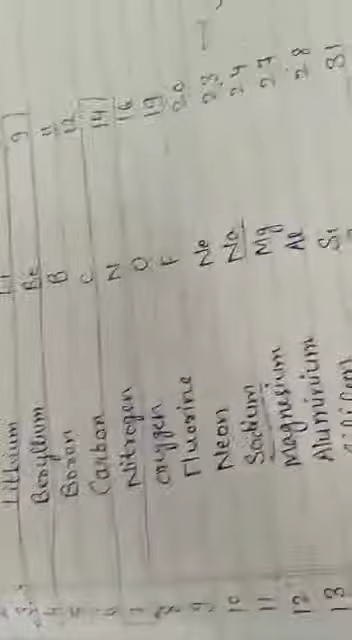 Lithium Li
Beryllium Be 9
5 Boron B 11
6 Carbon C 12
7 Nitrogen N 14
8 oxygen O 16
9 Fluorine F 19
10 Neon Ne 20
11 Sodium Na 23
12 Magnesium Mg 24
13 Aluminium Al 27
Silicon Si 28
31